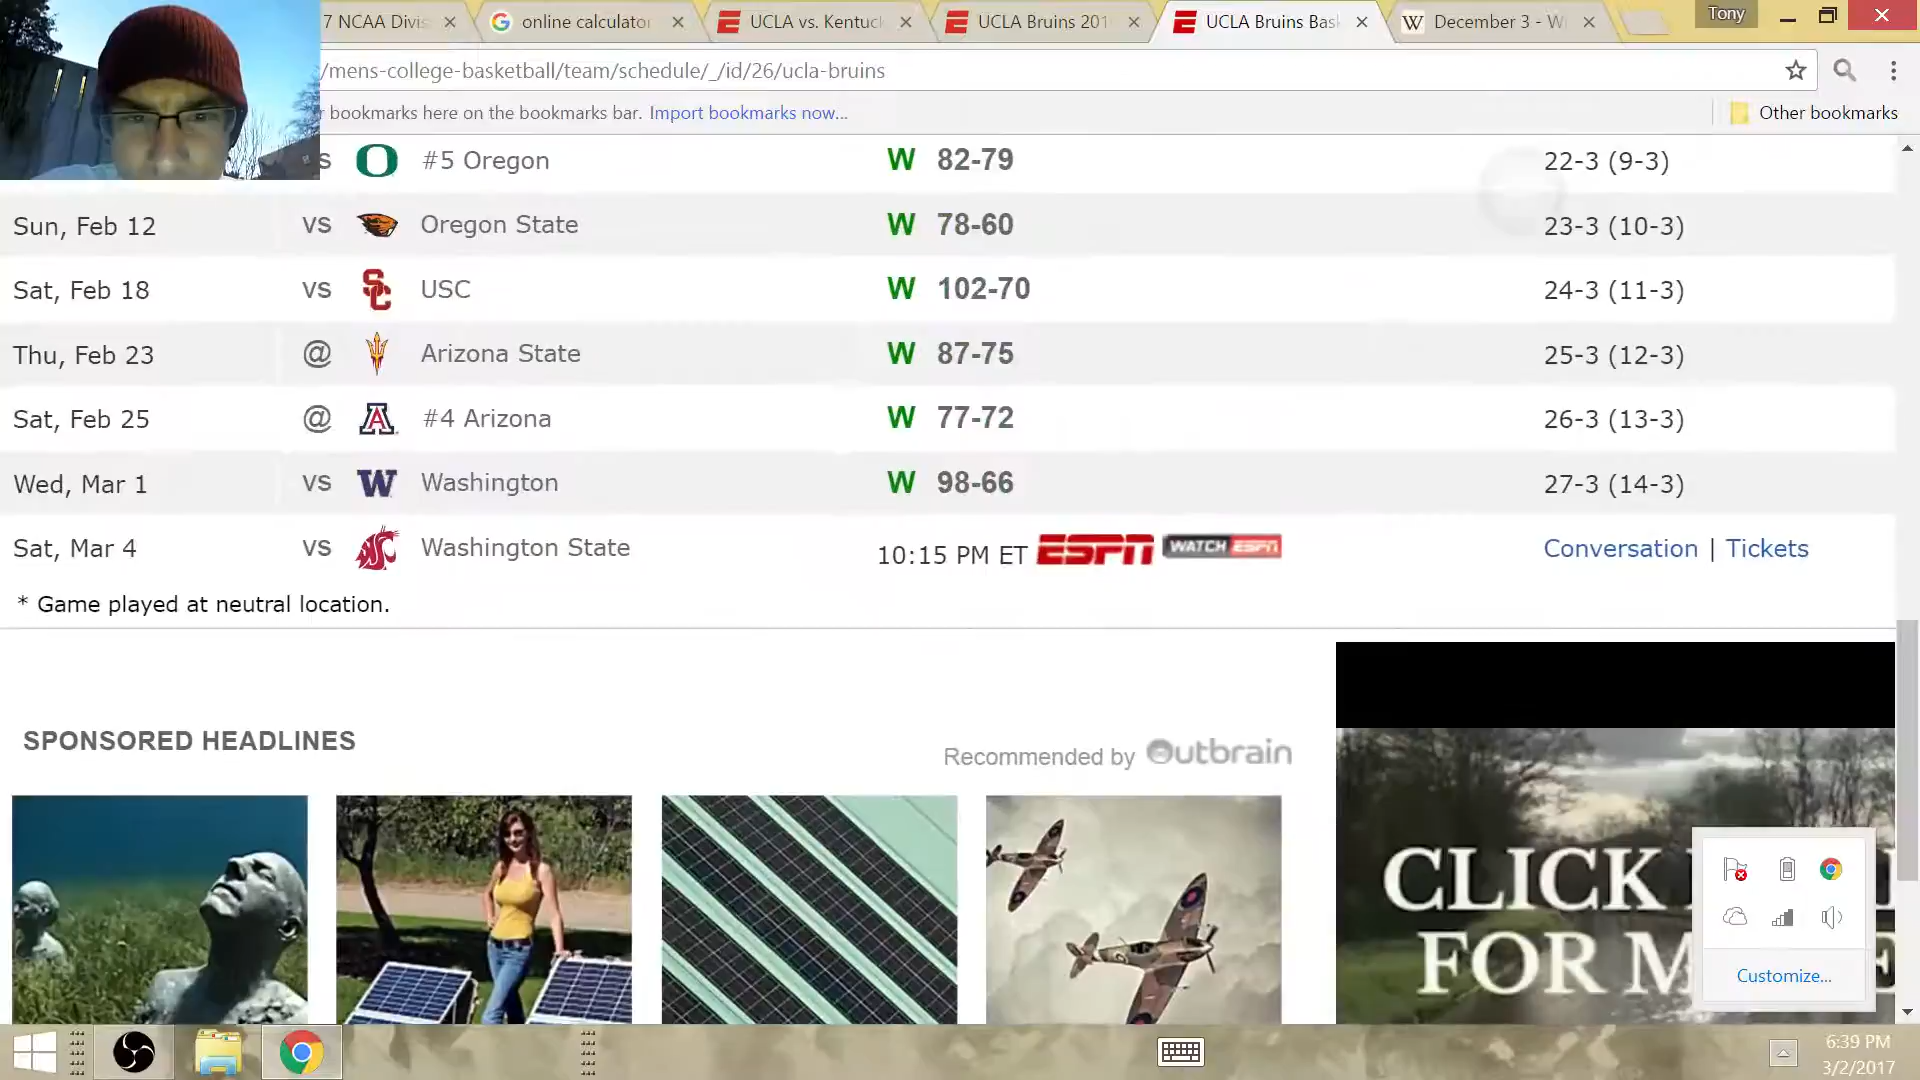 7 NCAA Divis
online calculator
UCLA vs. Kentuck
UCLA Bruins 201
UCLA Bruins Bas
W December 3 - W
Tony
/mens-college-basketball/team/schedule/_/id/26/ucla-bruins
bookmarks here on the bookmarks bar. Import bookmarks now...
Other bookmarks
s #5 Oregon W 82-79 22-3 (9-3)
Sun, Feb 12 vs Oregon State W 78-60 23-3 (10-3)
Sat, Feb 18 vs USC W 102-70 24-3 (11-3)
Thu, Feb 23 @ Arizona State W 87-75 25-3 (12-3)
Sat, Feb 25 @ #4 Arizona W 77-72 26-3 (13-3)
Wed, Mar 1 vs Washington W 98-66 27-3 (14-3)
Sat, Mar 4 vs Washington State 10:15 PM ET ESPN WATCH ESPN Conversation | Tickets
* Game played at neutral location.
SPONSORED HEADLINES
Recommended by Outbrain
CLICK
FOR M
Customize...
6:39 PM
3/2/2017